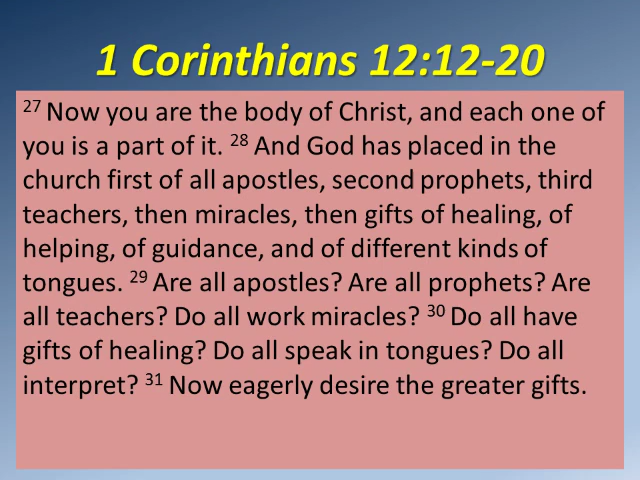 1 Corinthians 12:12-20
27 Now you are the body of Christ, and each one of
you is a part of it. 28 And God has placed in the
church first of all apostles, second prophets, third
teachers, then miracles, then gifts of healing, of
helping, of guidance, and of different kinds of
tongues. 29 Are all apostles? Are all prophets? Are
all teachers? Do all work miracles? 30 Do all have
gifts of healing? Do all speak in tongues? Do all
interpret? 31 Now eagerly desire the greater gifts.